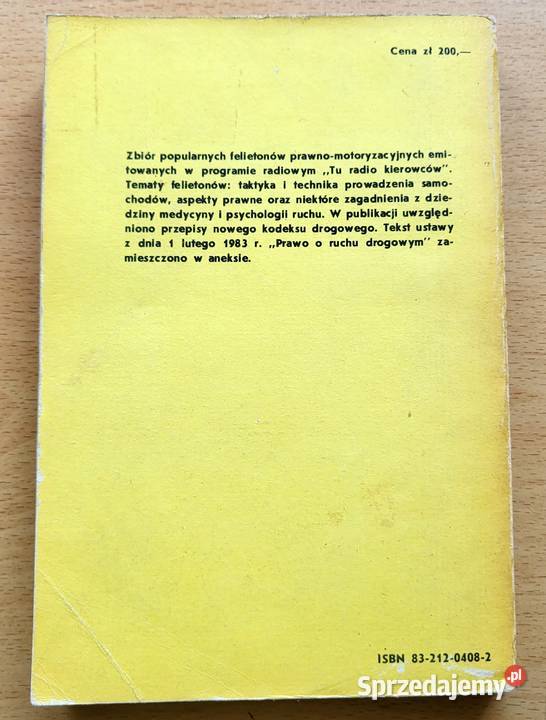 Cena zł 200,—
Zbiór popularnych felietonów prawno-motoryzacyjnych emi-
towanych w programie radiowym „Tu radio kierowców".
Tematy felietonów: taktyka i technika prowadzenia samo-
chodów, aspekty prawne oraz niektóre zagadnienia z dzie-
dziny medycyny i psychologii ruchu. W publikacji uwzględ-
niono przepisy nowego kodeksu drogowego. Tekst ustawy
z dnia 1 lutego 1983 r. „Prawo o ruchu drogowym" za-
mieszczono w aneksie.
ISBN 83-212-0408-2
Sprzedajemy.pl